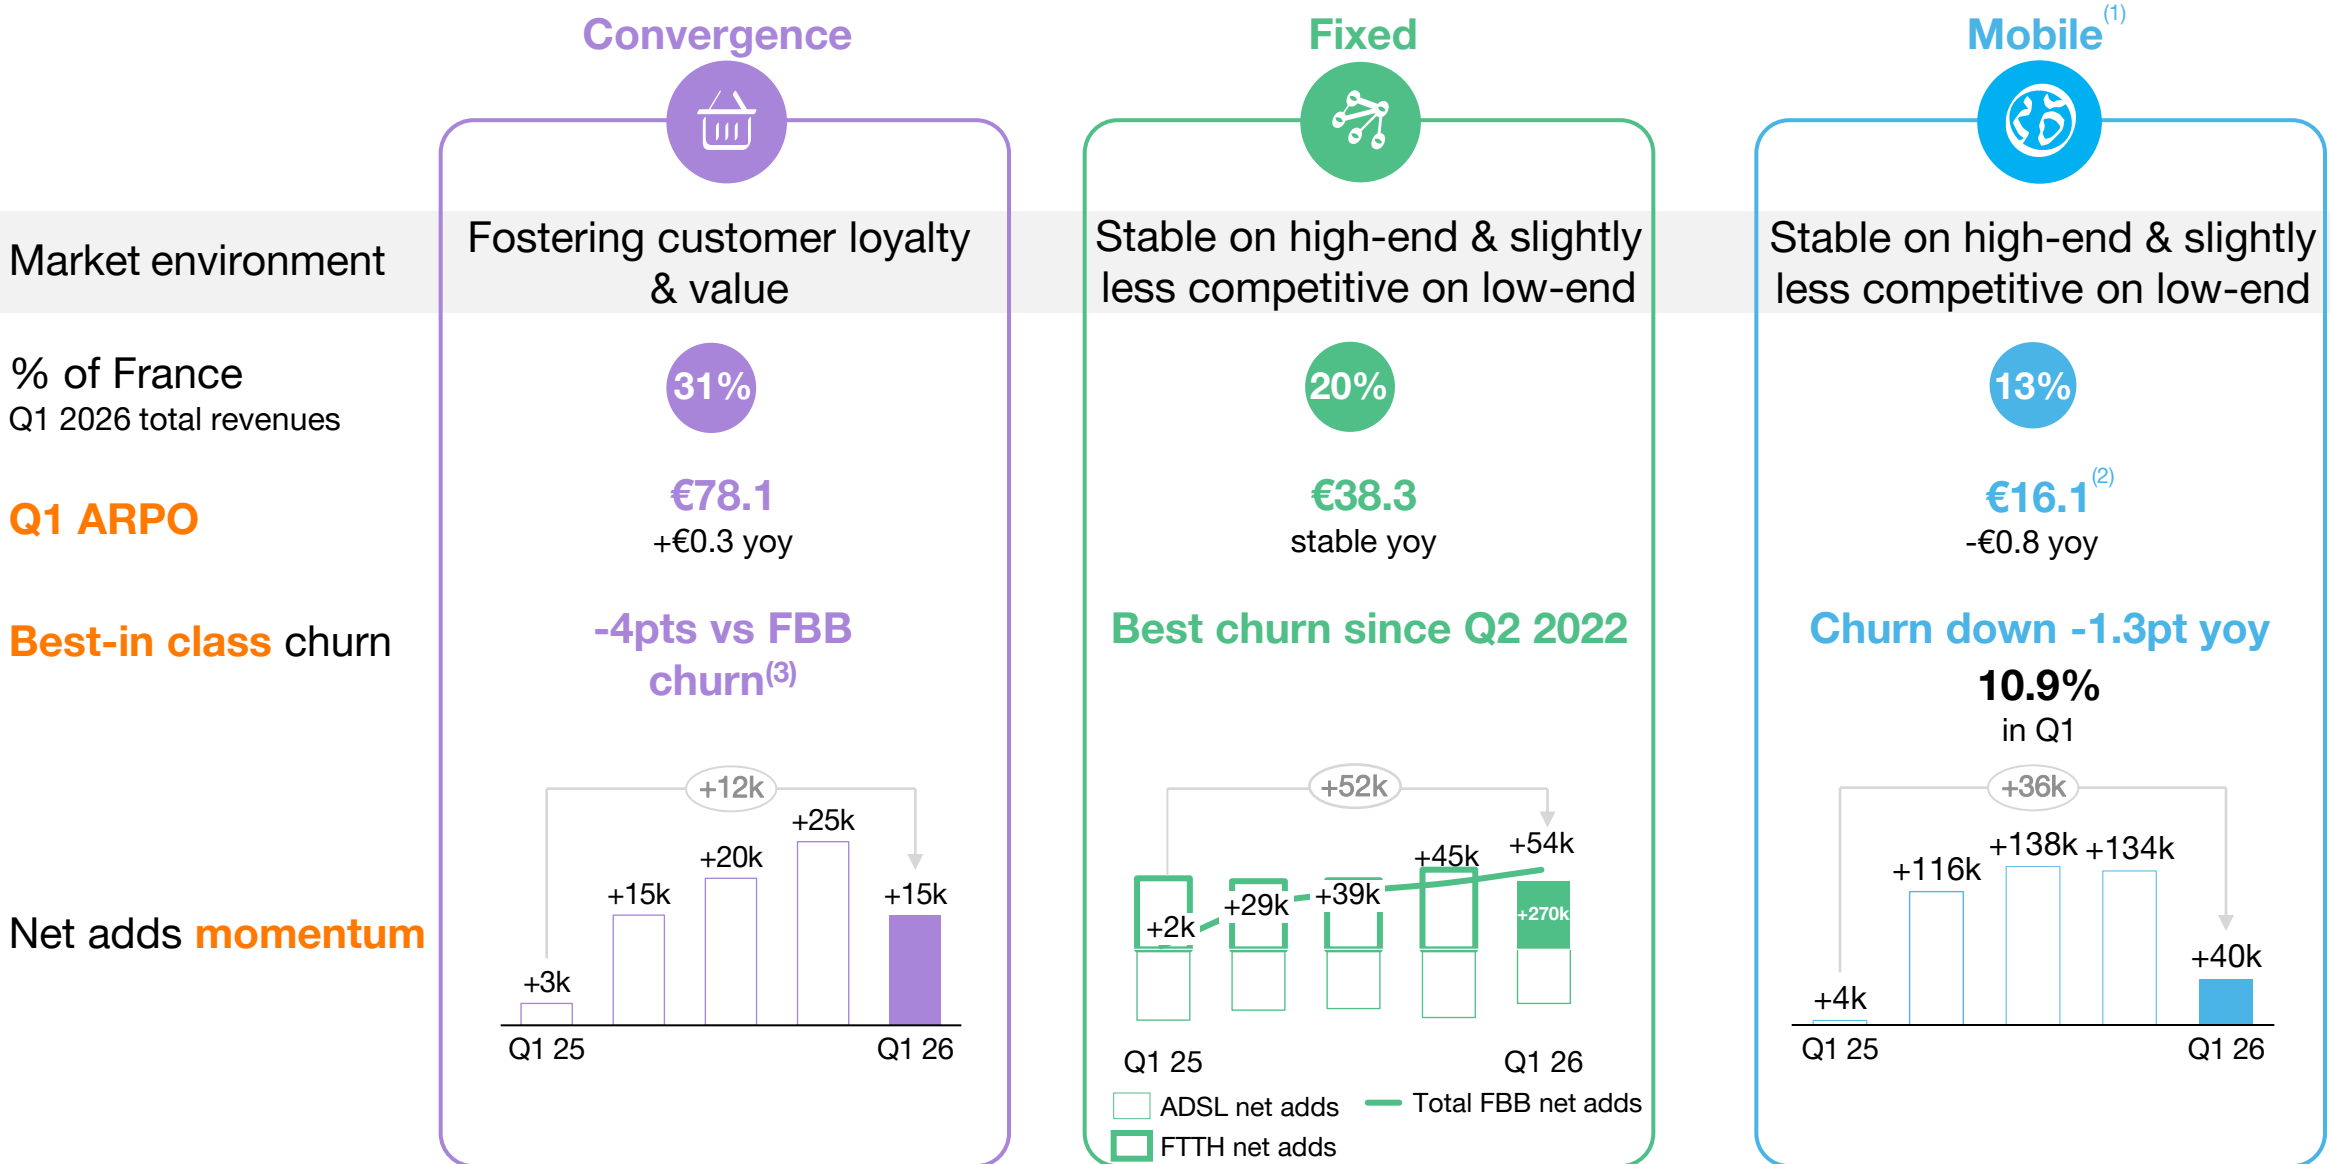 Convergence
Fixed
Mobile(1)
Market environment
Fostering customer loyalty
& value
Stable on high-end & slightly
less competitive on low-end
Stable on high-end & slightly
less competitive on low-end
% of France
Q1 2026 total revenues
31%
20%
13%
Q1 ARPO
€78.1
+€0.3 yoy
€38.3
stable yoy
€16.1(2)
-€0.8 yoy
Best-in class churn
-4pts vs FBB
churn(3)
Best churn since Q2 2022
Churn down -1.3pt yoy
10.9%
in Q1
Net adds momentum
+12k
+3k
+15k
+20k
+25k
+15k
Q1 25
Q1 26
+52k
+2k
+29k
+39k
+45k
+54k
+270k
Q1 25
Q1 26
ADSL net adds
Total FBB net adds
FTTH net adds
+36k
+4k
+116k
+138k
+134k
+40k
Q1 25
Q1 26